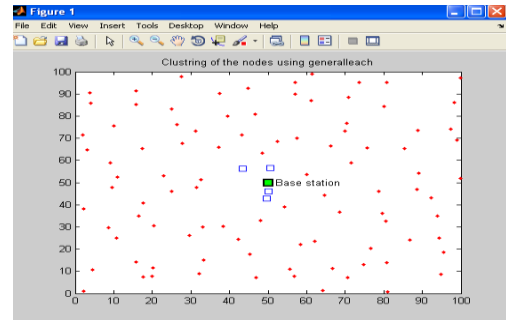 Figure 1
File Edit View Insert Tools Desktop Window Help
Clustring of the nodes using generalleach
100
90
80
70
60
50
40
30
20
10
0
Base station
0 10 20 30 40 50 60 70 80 90 100